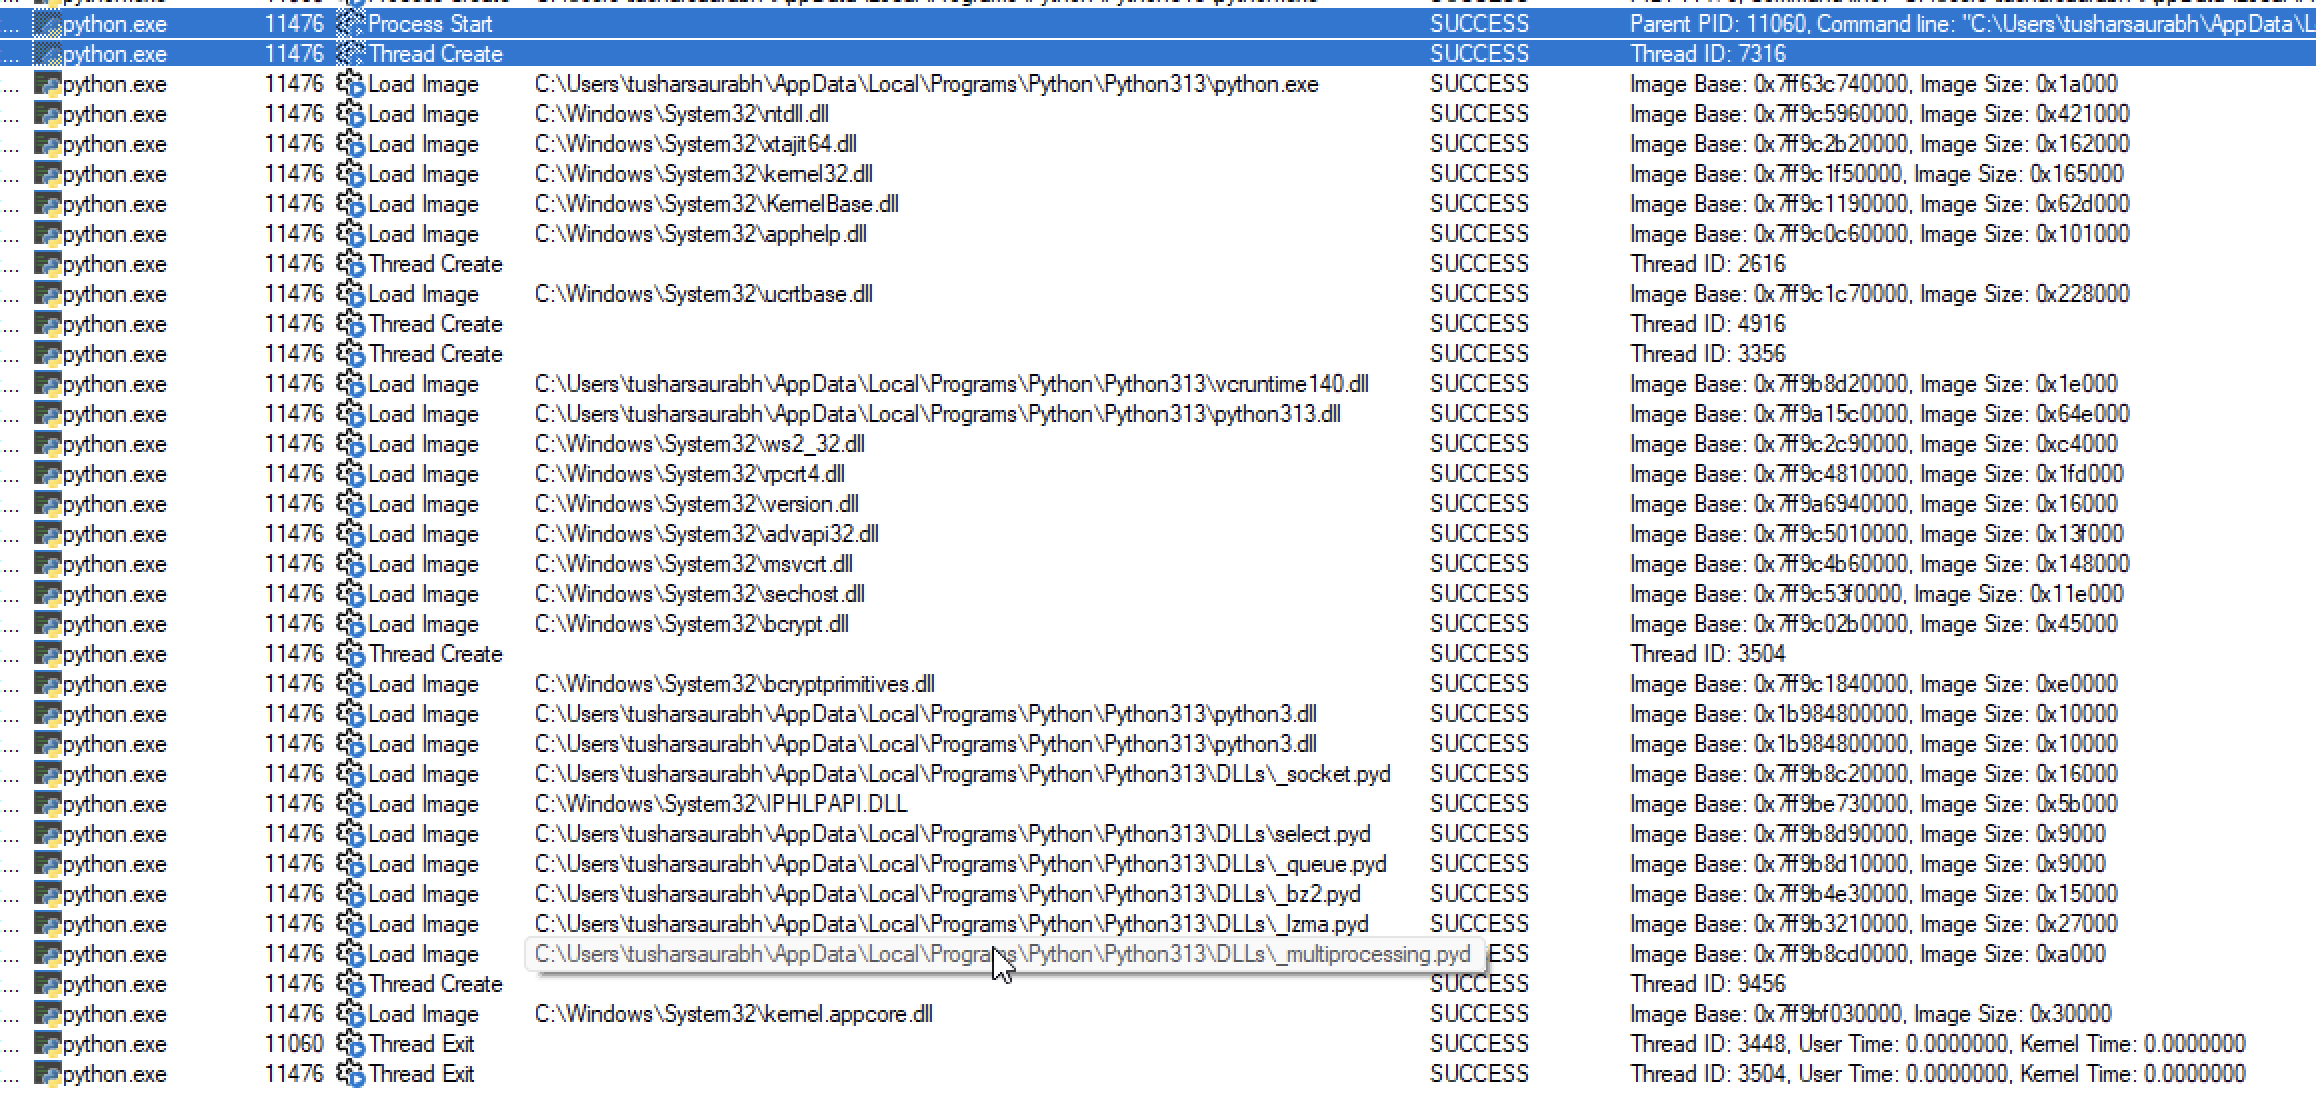 ... python.exe 11476 Process Start SUCCESS Parent PID: 11060, Command line: "C:\Users\tusharsaurabh\AppData\L
... python.exe 11476 Thread Create SUCCESS Thread ID: 7316
... python.exe 11476 Load Image C:\Users\tusharsaurabh\AppData\Local\Programs\Python\Python313\python.exe SUCCESS Image Base: 0x7ff63c740000, Image Size: 0x1a000
... python.exe 11476 Load Image C:\Windows\System32\ntdll.dll SUCCESS Image Base: 0x7ff9c5960000, Image Size: 0x421000
... python.exe 11476 Load Image C:\Windows\System32\xtajit64.dll SUCCESS Image Base: 0x7ff9c2b20000, Image Size: 0x162000
... python.exe 11476 Load Image C:\Windows\System32\kernel32.dll SUCCESS Image Base: 0x7ff9c1f50000, Image Size: 0x165000
... python.exe 11476 Load Image C:\Windows\System32\KernelBase.dll SUCCESS Image Base: 0x7ff9c1190000, Image Size: 0x62d000
... python.exe 11476 Load Image C:\Windows\System32\apphelp.dll SUCCESS Image Base: 0x7ff9c0c60000, Image Size: 0x101000
... python.exe 11476 Thread Create SUCCESS Thread ID: 2616
... python.exe 11476 Load Image C:\Windows\System32\ucrtbase.dll SUCCESS Image Base: 0x7ff9c1c70000, Image Size: 0x228000
... python.exe 11476 Thread Create SUCCESS Thread ID: 4916
... python.exe 11476 Thread Create SUCCESS Thread ID: 3356
... python.exe 11476 Load Image C:\Users\tusharsaurabh\AppData\Local\Programs\Python\Python313\vcruntime140.dll SUCCESS Image Base: 0x7ff9b8d20000, Image Size: 0x1e000
... python.exe 11476 Load Image C:\Users\tusharsaurabh\AppData\Local\Programs\Python\Python313\python313.dll SUCCESS Image Base: 0x7ff9a15c0000, Image Size: 0x64e000
... python.exe 11476 Load Image C:\Windows\System32\ws2_32.dll SUCCESS Image Base: 0x7ff9c2c90000, Image Size: 0xc4000
... python.exe 11476 Load Image C:\Windows\System32\rpcrt4.dll SUCCESS Image Base: 0x7ff9c4810000, Image Size: 0x1fd000
... python.exe 11476 Load Image C:\Windows\System32\version.dll SUCCESS Image Base: 0x7ff9a6940000, Image Size: 0x16000
... python.exe 11476 Load Image C:\Windows\System32\advapi32.dll SUCCESS Image Base: 0x7ff9c5010000, Image Size: 0x13f000
... python.exe 11476 Load Image C:\Windows\System32\msvcrt.dll SUCCESS Image Base: 0x7ff9c4b60000, Image Size: 0x148000
... python.exe 11476 Load Image C:\Windows\System32\sechost.dll SUCCESS Image Base: 0x7ff9c53f0000, Image Size: 0x11e000
... python.exe 11476 Load Image C:\Windows\System32\bcrypt.dll SUCCESS Image Base: 0x7ff9c02b0000, Image Size: 0x45000
... python.exe 11476 Thread Create SUCCESS Thread ID: 3504
... python.exe 11476 Load Image C:\Windows\System32\bcryptprimitives.dll SUCCESS Image Base: 0x7ff9c1840000, Image Size: 0xe0000
... python.exe 11476 Load Image C:\Users\tusharsaurabh\AppData\Local\Programs\Python\Python313\python3.dll SUCCESS Image Base: 0x1b984800000, Image Size: 0x10000
... python.exe 11476 Load Image C:\Users\tusharsaurabh\AppData\Local\Programs\Python\Python313\python3.dll SUCCESS Image Base: 0x1b984800000, Image Size: 0x10000
... python.exe 11476 Load Image C:\Users\tusharsaurabh\AppData\Local\Programs\Python\Python313\DLLs\_socket.pyd SUCCESS Image Base: 0x7ff9b8c20000, Image Size: 0x16000
... python.exe 11476 Load Image C:\Windows\System32\IPHLPAPI.DLL SUCCESS Image Base: 0x7ff9be730000, Image Size: 0x5b000
... python.exe 11476 Load Image C:\Users\tusharsaurabh\AppData\Local\Programs\Python\Python313\DLLs\select.pyd SUCCESS Image Base: 0x7ff9b8d90000, Image Size: 0x9000
... python.exe 11476 Load Image C:\Users\tusharsaurabh\AppData\Local\Programs\Python\Python313\DLLs\_queue.pyd SUCCESS Image Base: 0x7ff9b8d10000, Image Size: 0x9000
... python.exe 11476 Load Image C:\Users\tusharsaurabh\AppData\Local\Programs\Python\Python313\DLLs\_bz2.pyd SUCCESS Image Base: 0x7ff9b4e30000, Image Size: 0x15000
... python.exe 11476 Load Image C:\Users\tusharsaurabh\AppData\Local\Programs\Python\Python313\DLLs\_lzma.pyd SUCCESS Image Base: 0x7ff9b3210000, Image Size: 0x27000
... python.exe 11476 Load Image C:\Users\tusharsaurabh\AppData\Local\Programs\Python\Python313\DLLs\_multiprocessing.pyd SUCCESS Image Base: 0x7ff9b8cd0000, Image Size: 0xa000
... python.exe 11476 Thread Create SUCCESS Thread ID: 9456
... python.exe 11476 Load Image C:\Windows\System32\kernel.appcore.dll SUCCESS Image Base: 0x7ff9bf030000, Image Size: 0x30000
... python.exe 11060 Thread Exit SUCCESS Thread ID: 3448, User Time: 0.0000000, Kernel Time: 0.0000000
... python.exe 11476 Thread Exit SUCCESS Thread ID: 3504, User Time: 0.0000000, Kernel Time: 0.0000000